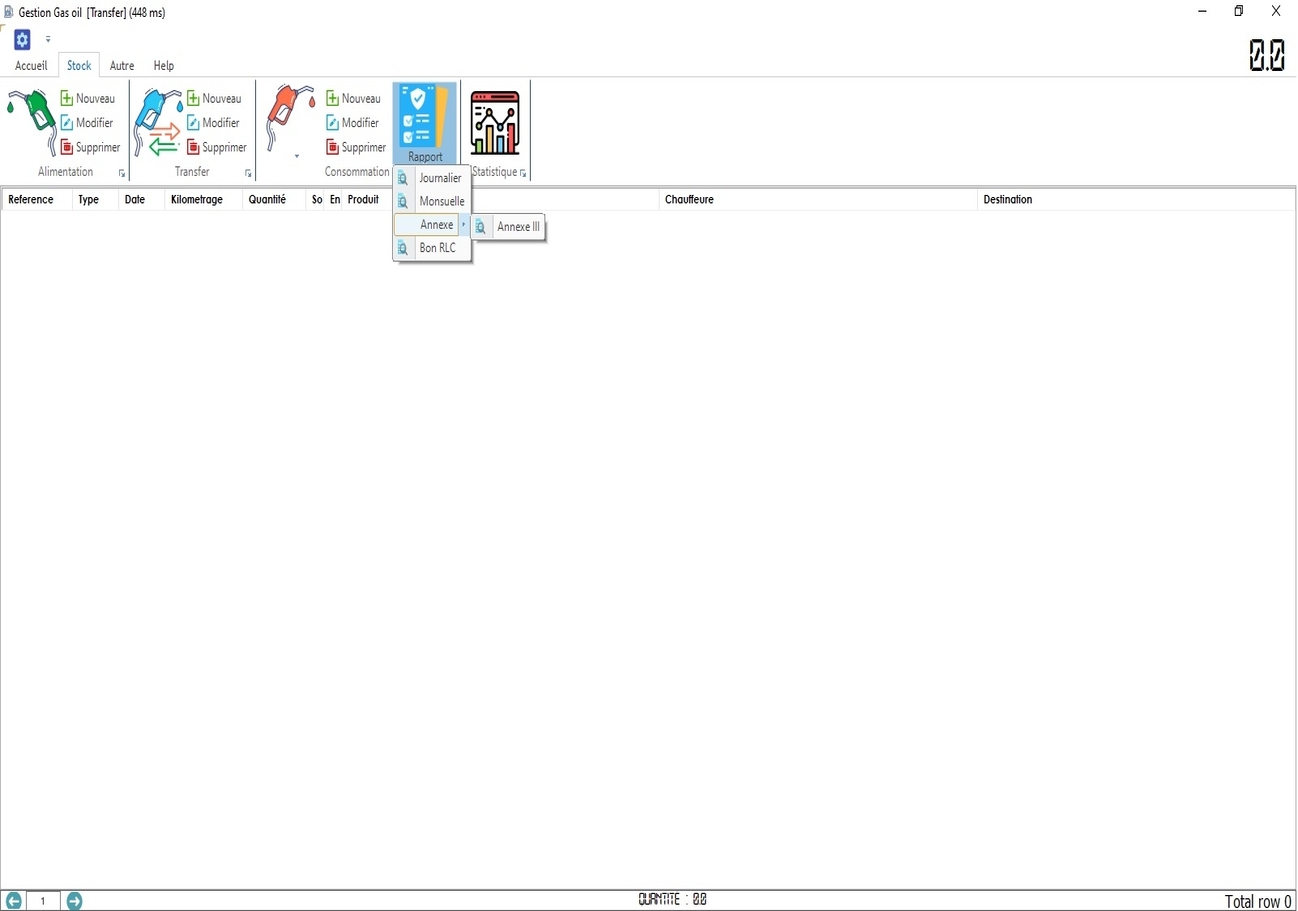 Gestion Gas oil [Transfer] (448 ms)
0.0
Accueil Stock Autre Help
Nouveau
Modifier
Supprimer
Alimentation
Nouveau
Modifier
Supprimer
Transfer
Nouveau
Modifier
Supprimer
Consommation
Rapport
Statistique
Journalier
Monsuelle
Annexe
Annexe III
Bon RLC
Reference Type Date Kilometrage Quantité So En Produit Chauffeure Destination
1
QUANTITE : 0.0
Total row 0